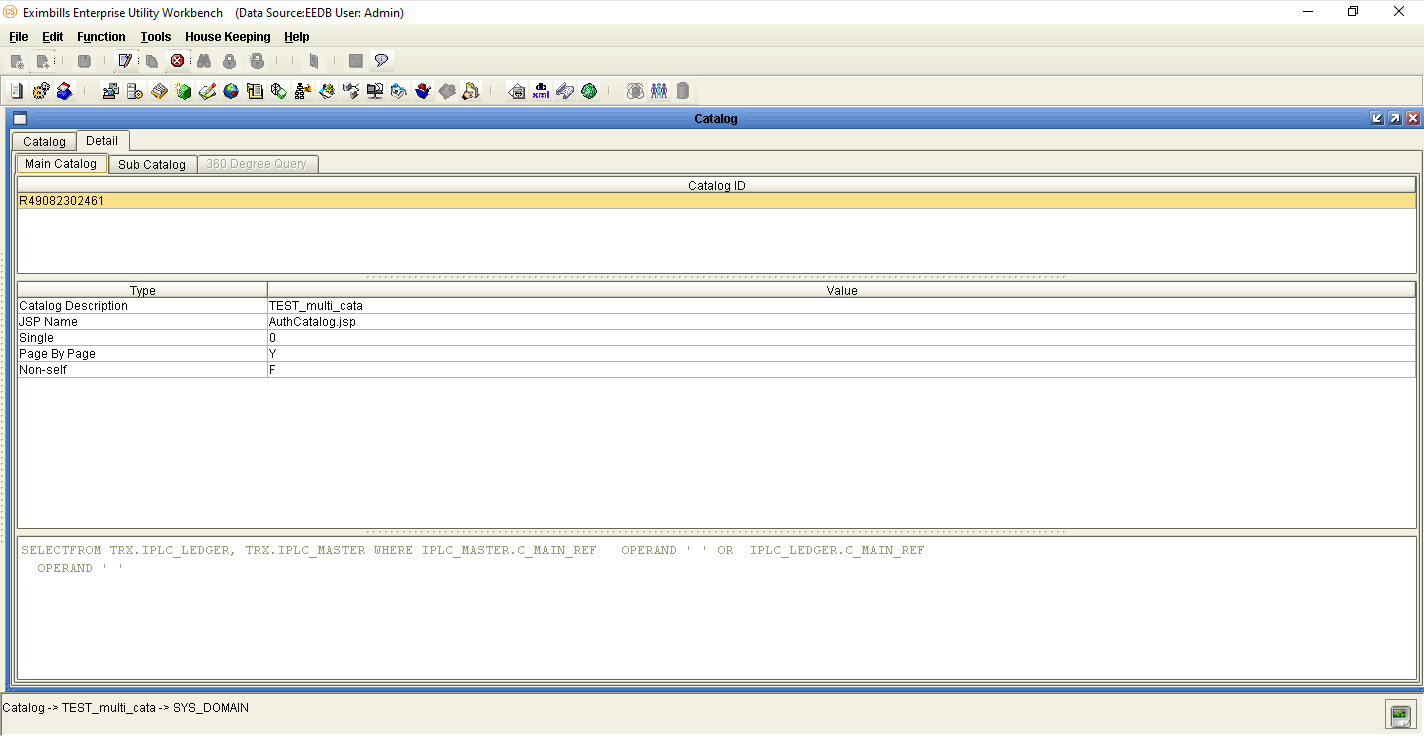 Eximbills Enterprise Utility Workbench (Data Source:EEDB User: Admin)
File Edit Function Tools House Keeping Help
Catalog
Catalog Detail
Main Catalog Sub Catalog 360 Degree Query
Catalog ID
R49082302461
Type Value
Catalog Description TEST_multi_cata
JSP Name AuthCatalog.jsp
Single 0
Page By Page Y
Non-self F
SELECTFROM TRX.IPLC_LEDGER, TRX.IPLC_MASTER WHERE IPLC_MASTER.C_MAIN_REF OPERAND ' ' OR IPLC_LEDGER.C_MAIN_REF
OPERAND ' '
Catalog -> TEST_multi_cata -> SYS_DOMAIN